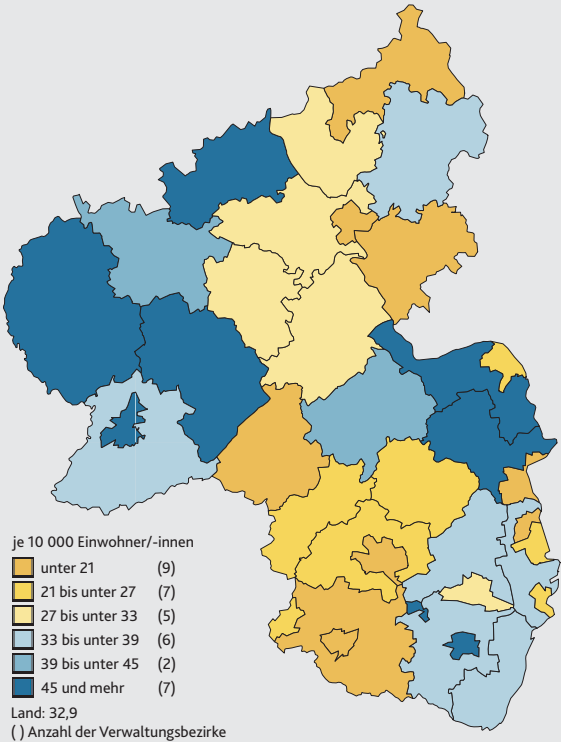 je 10 000 Einwohner/-innen
unter 21 (9)
21 bis unter 27 (7)
27 bis unter 33 (5)
33 bis unter 39 (6)
39 bis unter 45 (2)
45 und mehr (7)
Land: 32,9
( ) Anzahl der Verwaltungsbezirke